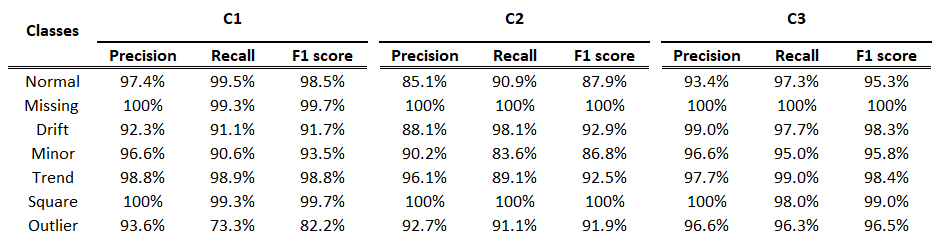 C1 C2 C3
Classes
Precision Recall F1 score Precision Recall F1 score Precision Recall F1 score
Normal 97.4% 99.5% 98.5% 85.1% 90.9% 87.9% 93.4% 97.3% 95.3%
Missing 100% 99.3% 99.7% 100% 100% 100% 100% 100% 100%
Drift 92.3% 91.1% 91.7% 88.1% 98.1% 92.9% 99.0% 97.7% 98.3%
Minor 96.6% 90.6% 93.5% 90.2% 83.6% 86.8% 96.6% 95.0% 95.8%
Trend 98.8% 98.9% 98.8% 96.1% 89.1% 92.5% 97.7% 99.0% 98.4%
Square 100% 99.3% 99.7% 100% 100% 100% 100% 98.0% 99.0%
Outlier 93.6% 73.3% 82.2% 92.7% 91.1% 91.9% 96.6% 96.3% 96.5%